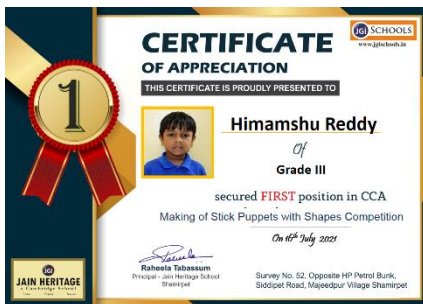 JGI SCHOOLS
www.jgischools.in
CERTIFICATE
OF APPRECIATION
THIS CERTIFICATE IS PROUDLY PRESENTED TO
1
Himamshu Reddy
Of
Grade III
secured FIRST position in CCA
Making of Stick Puppets with Shapes Competition
On 16th July 2021
Raheela Tabassum
Principal - Jain Heritage School
Shamirpet
JGI
JAIN HERITAGE
a Cambridge School
Survey No. 52, Opposite HP Petrol Bunk,
Siddipet Road, Majeedpur Village Shamirpet